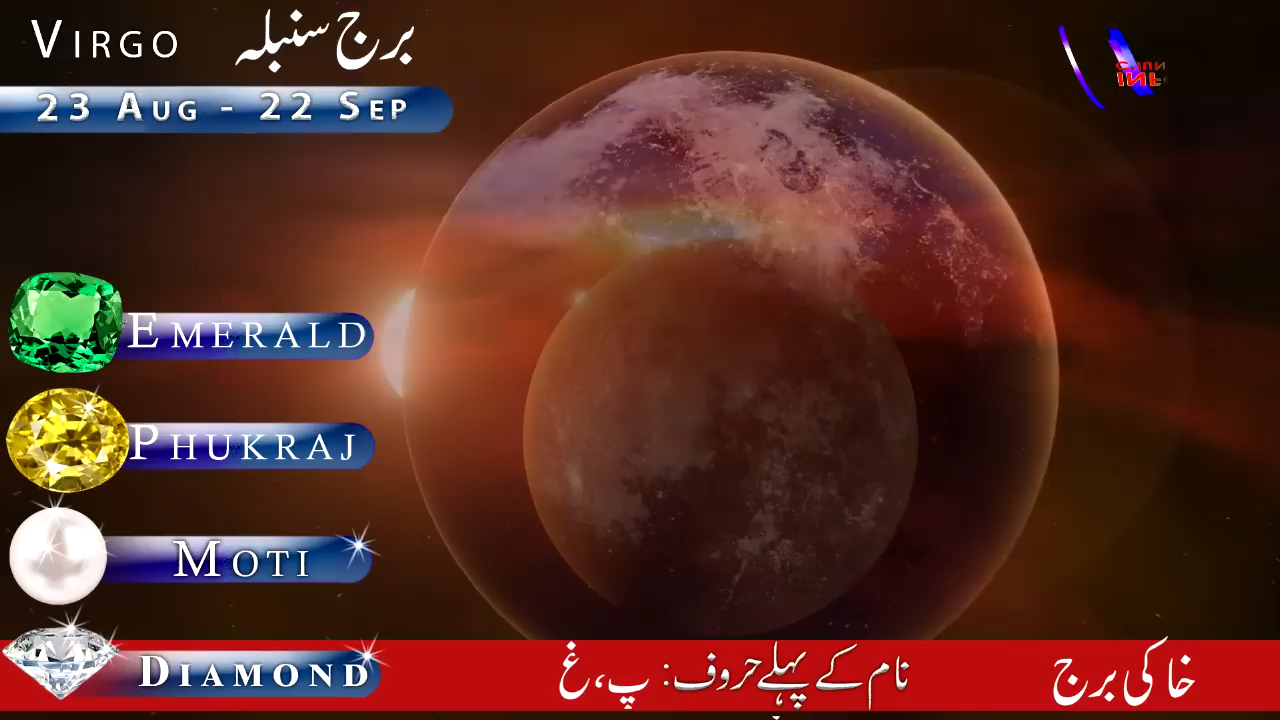 Virgo برج سنبلہ
23 Aug - 22 Sep
Emerald
Phukraj
Moti
Diamond
نام کے پہلے حروف: پ، غ
خاکی برج